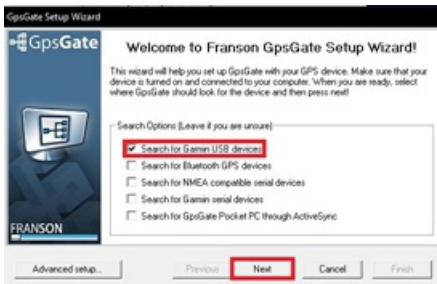 GpsGate Setup Wizard
GpsGate
Welcome to Franson GpsGate Setup Wizard!
This wizard will help you set up GpsGate with your GPS device. Make sure that your
device is turned on and connected to your computer. When you are ready, select
where GpsGate should look for the device and then press next!
Search Options (Leave if you are unsure)
Search for Garmin USB devices
Search for Bluetooth GPS devices
Search for NMEA compatible serial devices
Search for Garmin serial devices
Search for GpsGate Pocket PC through ActiveSync
FRANSON
Advanced setup...
Previous
Next
Cancel
Finish